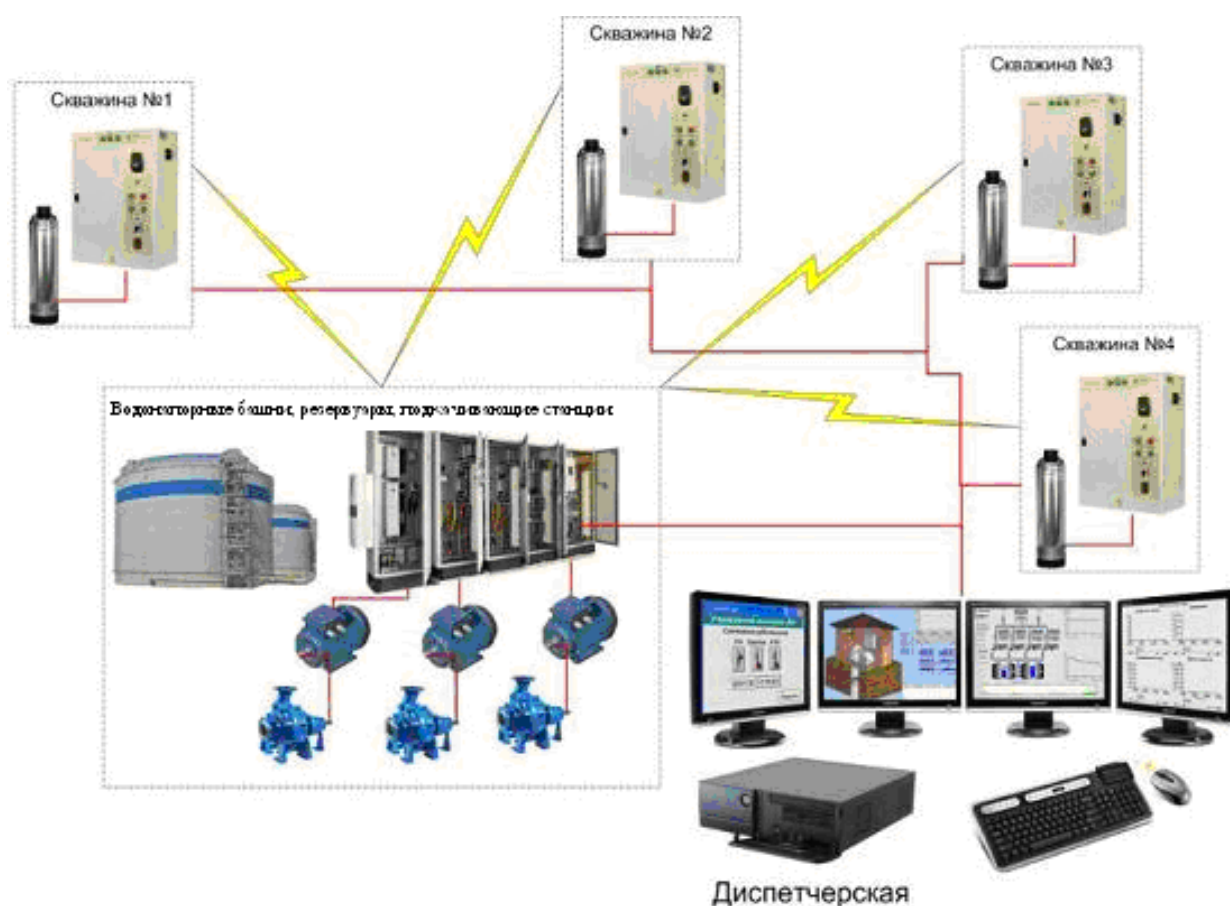 Скважина №2
Скважина №1
Скважина №3
Скважина №4
Водонапорные башни, резервуары, подкачивающие станции
Диспетчерская